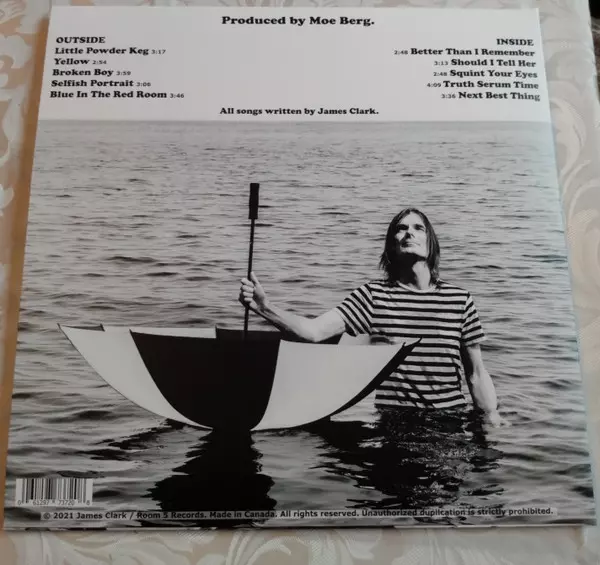 Produced by Moe Berg.
OUTSIDE
Little Powder Keg 3:17
Yellow 2:54
Broken Boy 3:59
Selfish Portrait 3:06
Blue In The Red Room 3:46
INSIDE
2:48 Better Than I Remember
3:13 Should I Tell Her
2:48 Squint Your Eyes
4:09 Truth Serum Time
3:36 Next Best Thing
All songs written by James Clark.
© 2021 James Clark / Room 5 Records. Made in Canada. All rights reserved. Unauthorized duplication is strictly prohibited.